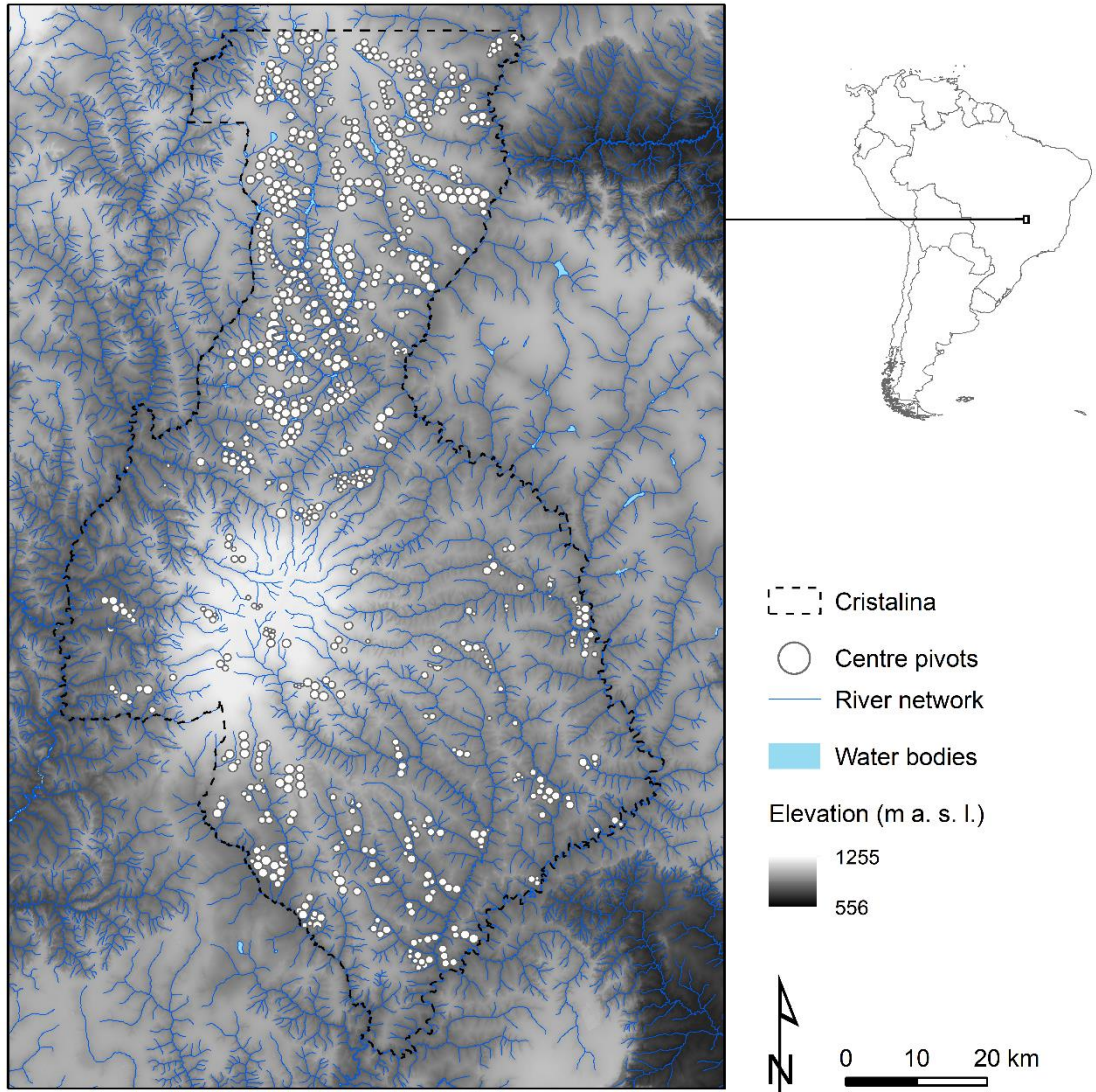 Cristalina
Centre pivots
River network
Water bodies
Elevation (m a. s. l.)
1255
556
N
0 10 20 km